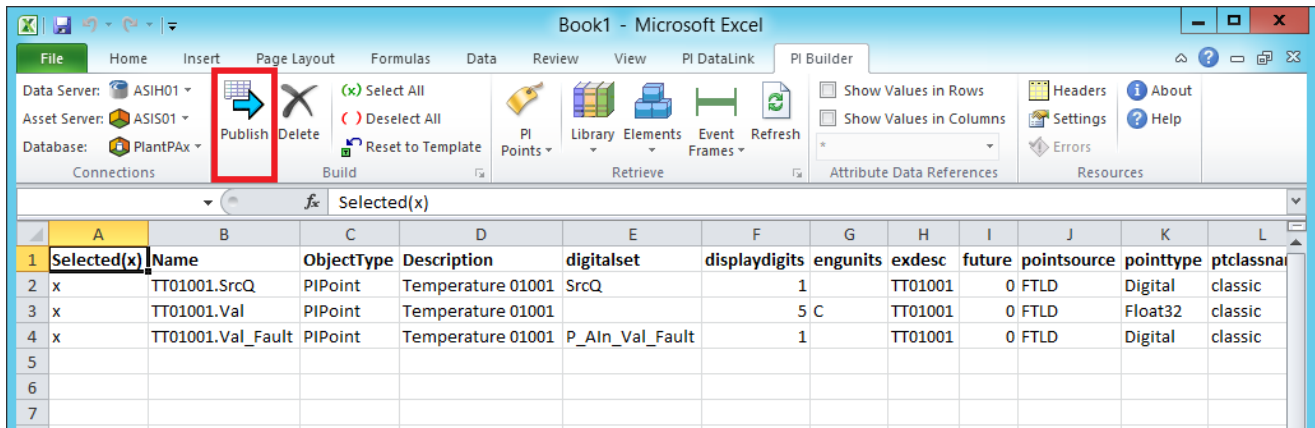 Book1 - Microsoft Excel
File Home Insert Page Layout Formulas Data Review View PI DataLink PI Builder
Data Server: ASIH01
Asset Server: ASIS01
Database: PlantPAx
Connections
Publish
Delete
(x) Select All
( ) Deselect All
Reset to Template
Build
PI Points
Library
Elements
Event Frames
Refresh
Retrieve
Show Values in Rows
Show Values in Columns
*
Attribute Data References
Headers
Settings
Errors
About
Help
Resources
fx Selected(x)
A B C D E F G H I J K L
1 Selected(x) Name ObjectType Description digitalset displaydigits engunits exdesc future pointsource pointtype ptclassna
2 x TT01001.SrcQ PIPoint Temperature 01001 SrcQ 1 TT01001 0 FTLD Digital classic
3 x TT01001.Val PIPoint Temperature 01001 5 C TT01001 0 FTLD Float32 classic
4 x TT01001.Val_Fault PIPoint Temperature 01001 P_AIn_Val_Fault 1 TT01001 0 FTLD Digital classic
5
6
7